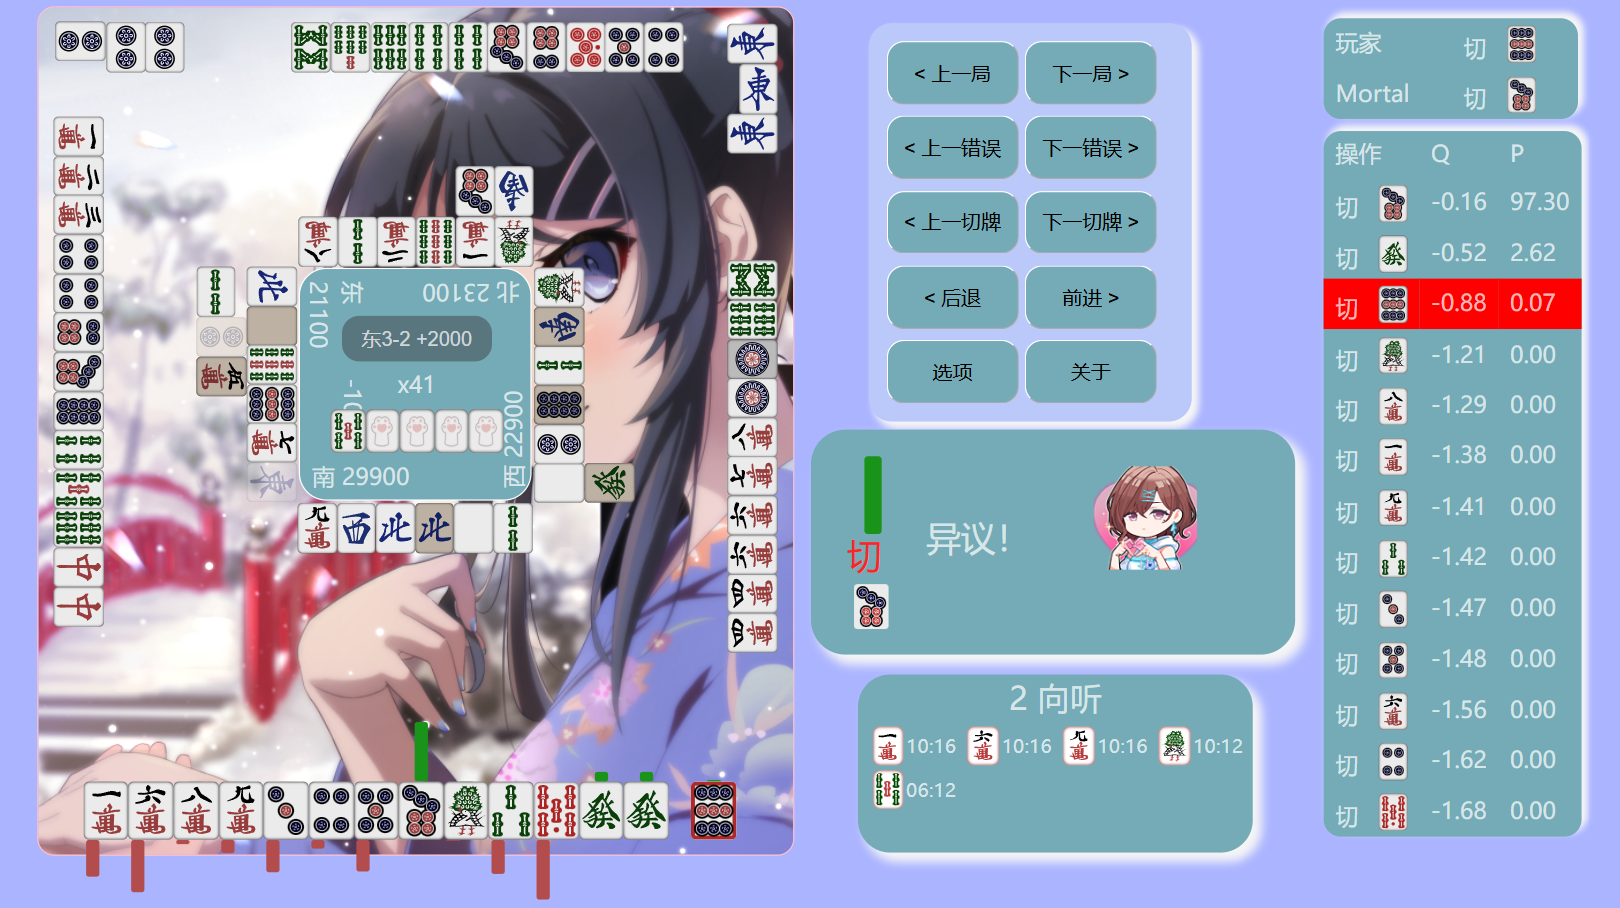 21100
东
北 23100
东3-2 +2000
x41
22900
西
南 29900
< 上一局
下一局 >
< 上一错误
下一错误 >
< 上一切牌
下一切牌 >
< 后退
前进 >
选项
关于
切
异议!
2 向听
10:16 10:16 10:16 10:12
06:12
玩家 切
Mortal 切
操作 Q P
切 -0.16 97.30
切 -0.52 2.62
切 -0.88 0.07
切 -1.21 0.00
切 -1.29 0.00
切 -1.38 0.00
切 -1.41 0.00
切 -1.42 0.00
切 -1.47 0.00
切 -1.48 0.00
切 -1.56 0.00
切 -1.62 0.00
切 -1.68 0.00